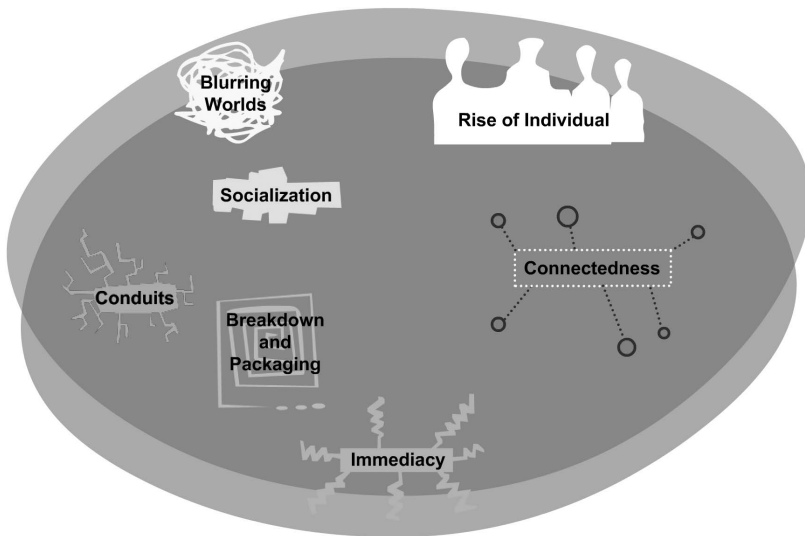 Blurring
Worlds
Rise of Individual
Socialization
Connectedness
Conduits
Breakdown
and
Packaging
Immediacy